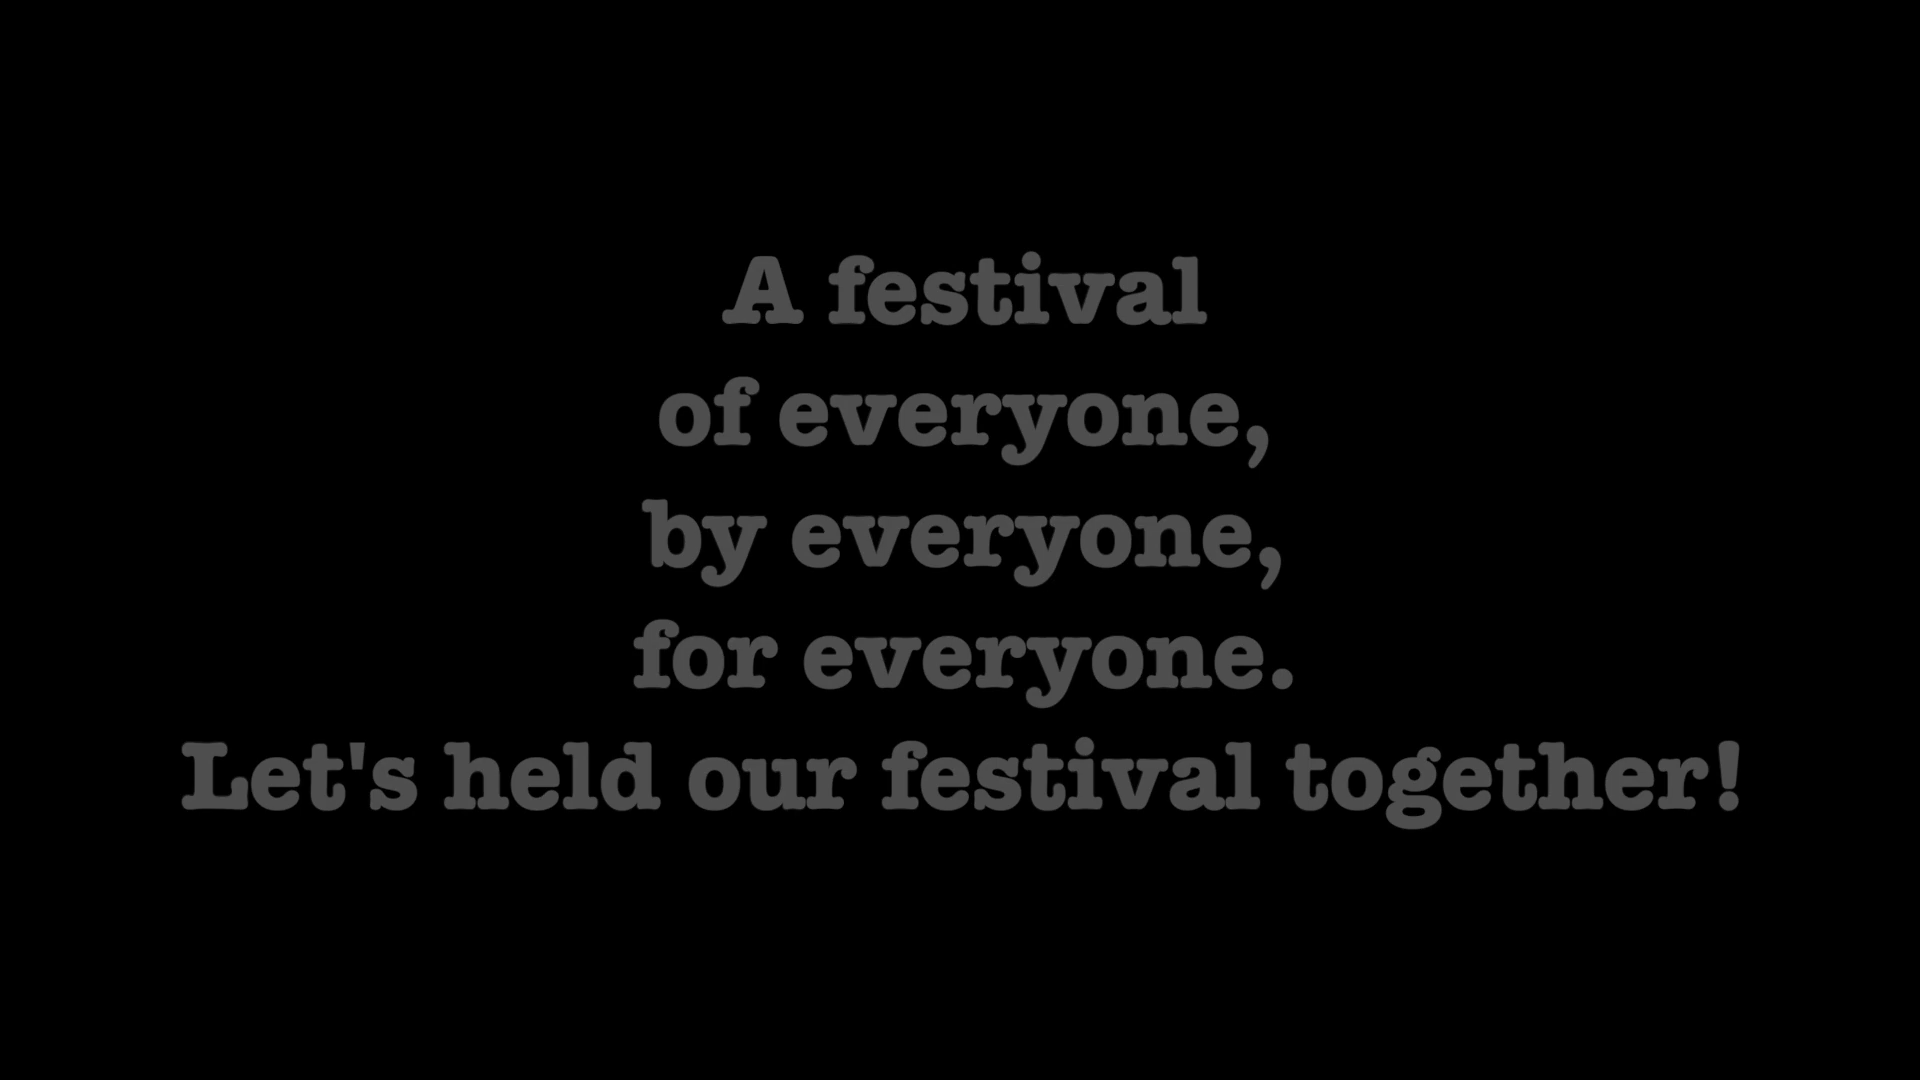 A festival
of everyone,
by everyone,
for everyone.
Let's held our festival together!